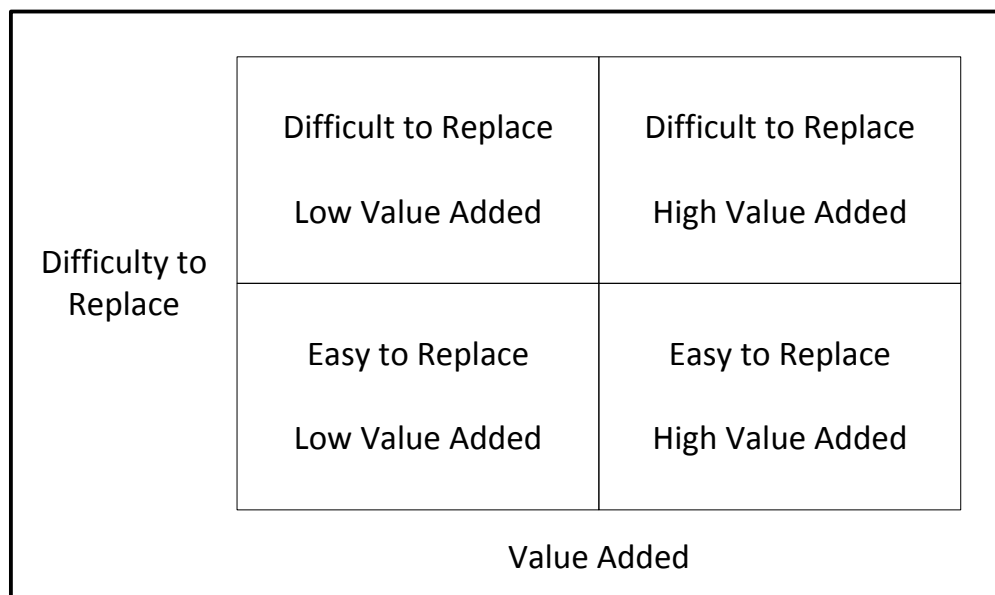 Difficult to Replace
Low Value Added
Difficult to Replace
High Value Added
Difficulty to
Replace
Easy to Replace
Low Value Added
Easy to Replace
High Value Added
Value Added